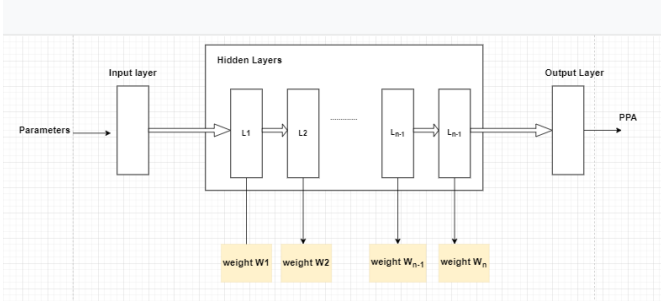 Hidden Layers
Input layer
Output Layer
Parameters
PPA
L1
L2
Lₙ₋₁
Lₙ₋₁
weight W1
weight W2
weight Wₙ₋₁
weight Wₙ